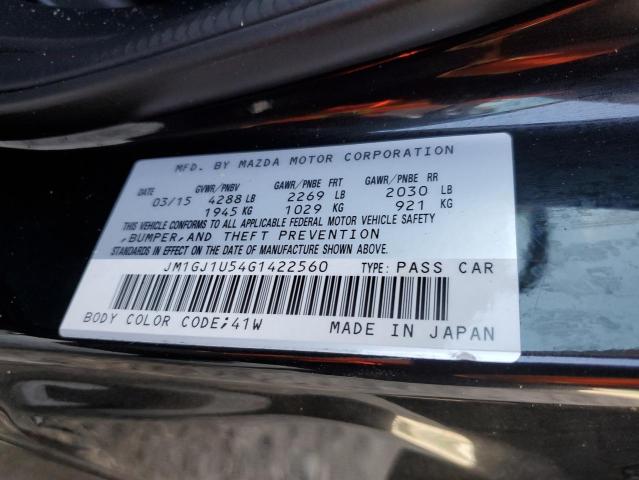 MFD. BY MAZDA MOTOR CORPORATION
DATE GVWR/PNBV GAWR/PNBE FRT GAWR/PNBE RR
03/15 4288 LB 2269 LB 2030 LB
1945 KG 1029 KG 921 KG
THIS VEHICLE CONFORMS TO ALL APPLICABLE FEDERAL MOTOR VEHICLE SAFETY
,BUMPER,AND THEFT PREVENTION
STANDARDS IN EFFECT ON THE DATE OF MANUFACTURE SHOWN ABOVE.
JM1GJ1U54G1422560 TYPE: PASS CAR
BODY COLOR CODE;41W MADE IN JAPAN